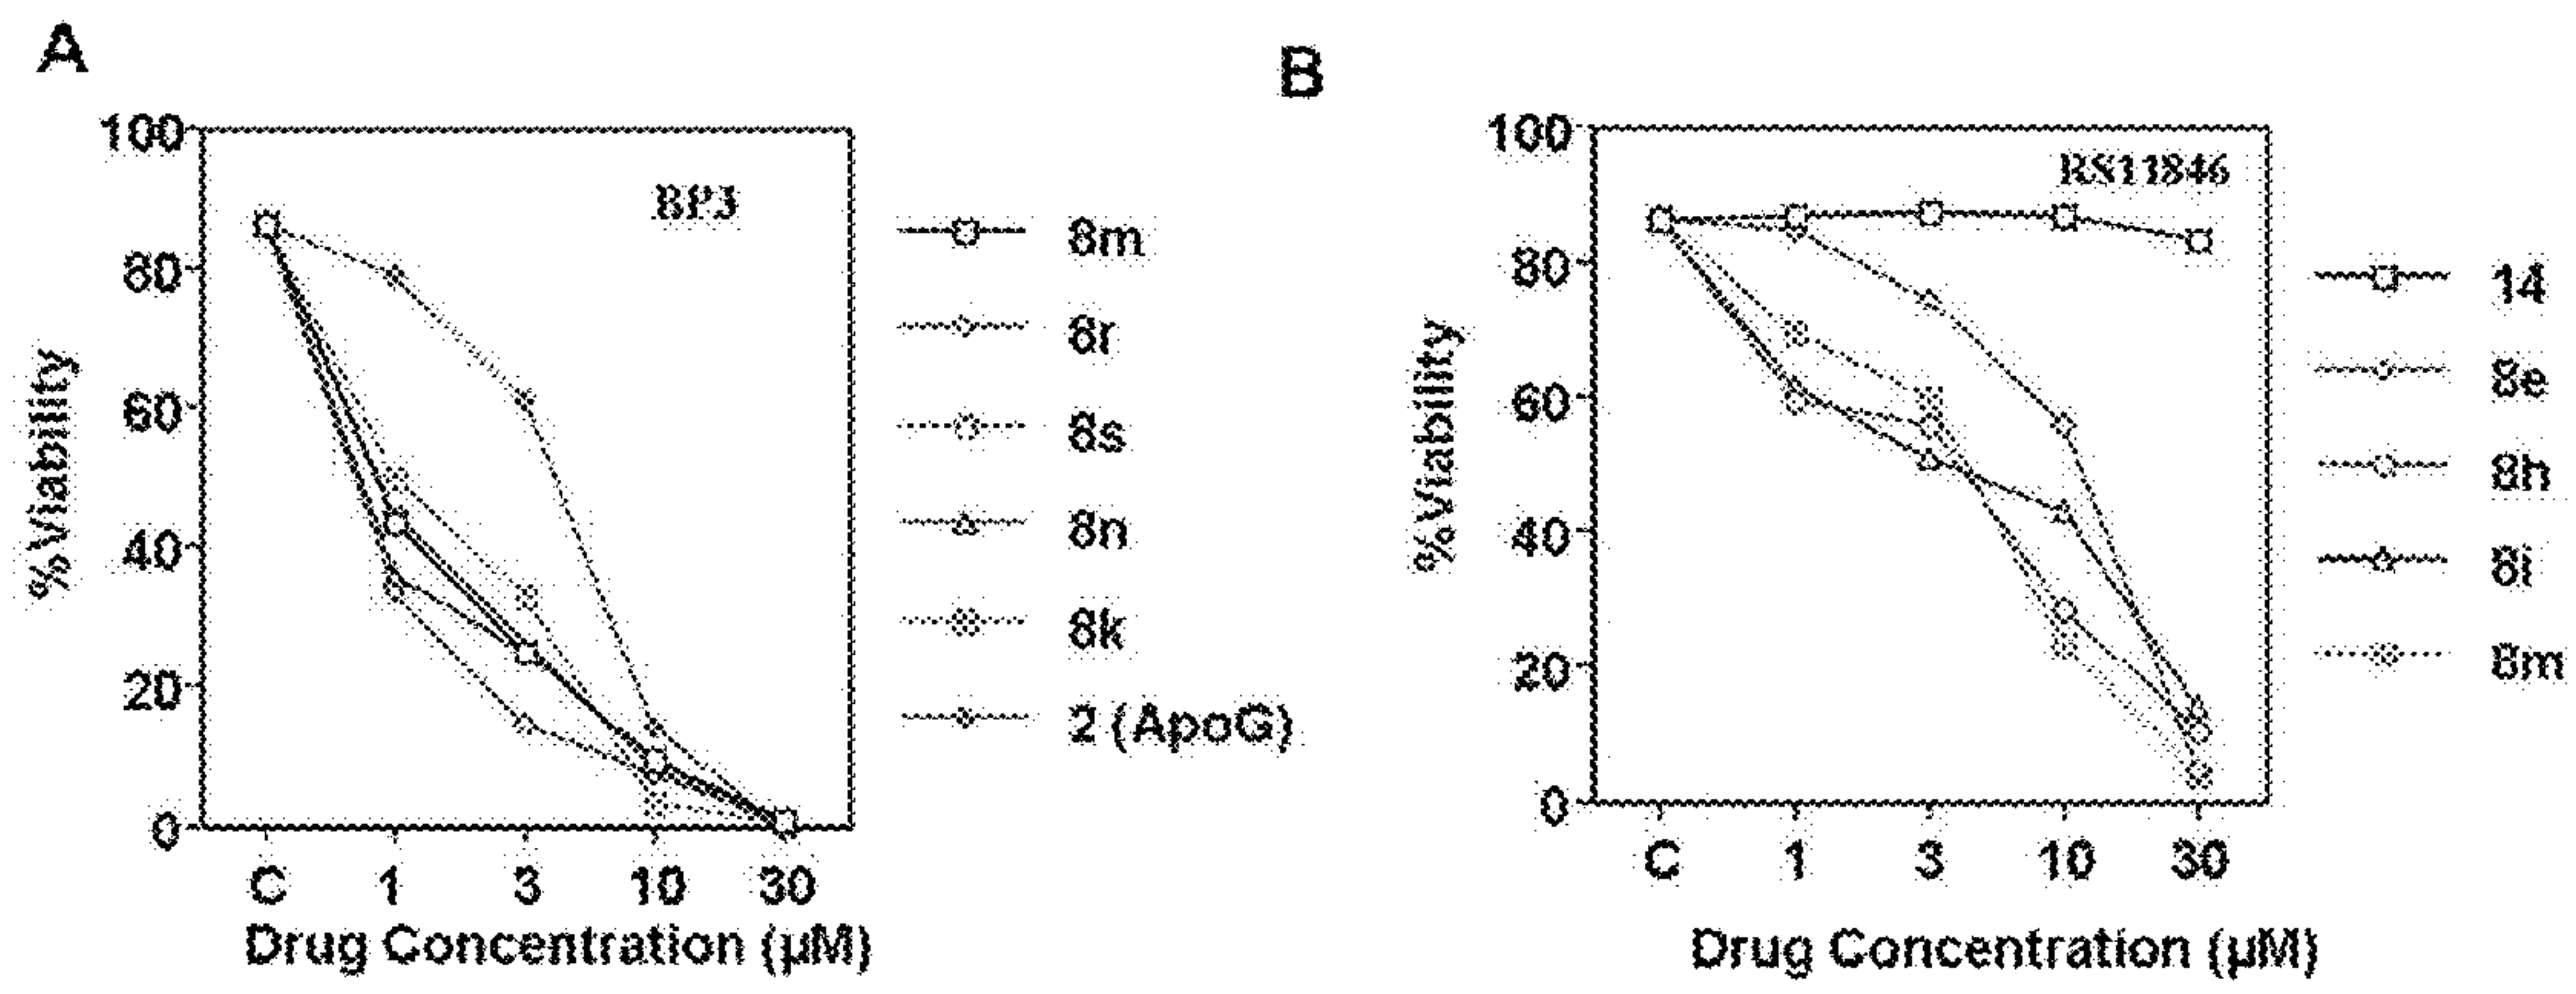 A
100
80
60
40
20
0
%Viability
BP3
C 1 3 10 30
Drug Concentration (µM)
8m
8r
8s
8n
8k
2 (ApoG)
B
100
80
60
40
20
0
%Viability
RS11846
C 1 3 10 30
Drug Concentration (µM)
14
8e
8h
8i
8m